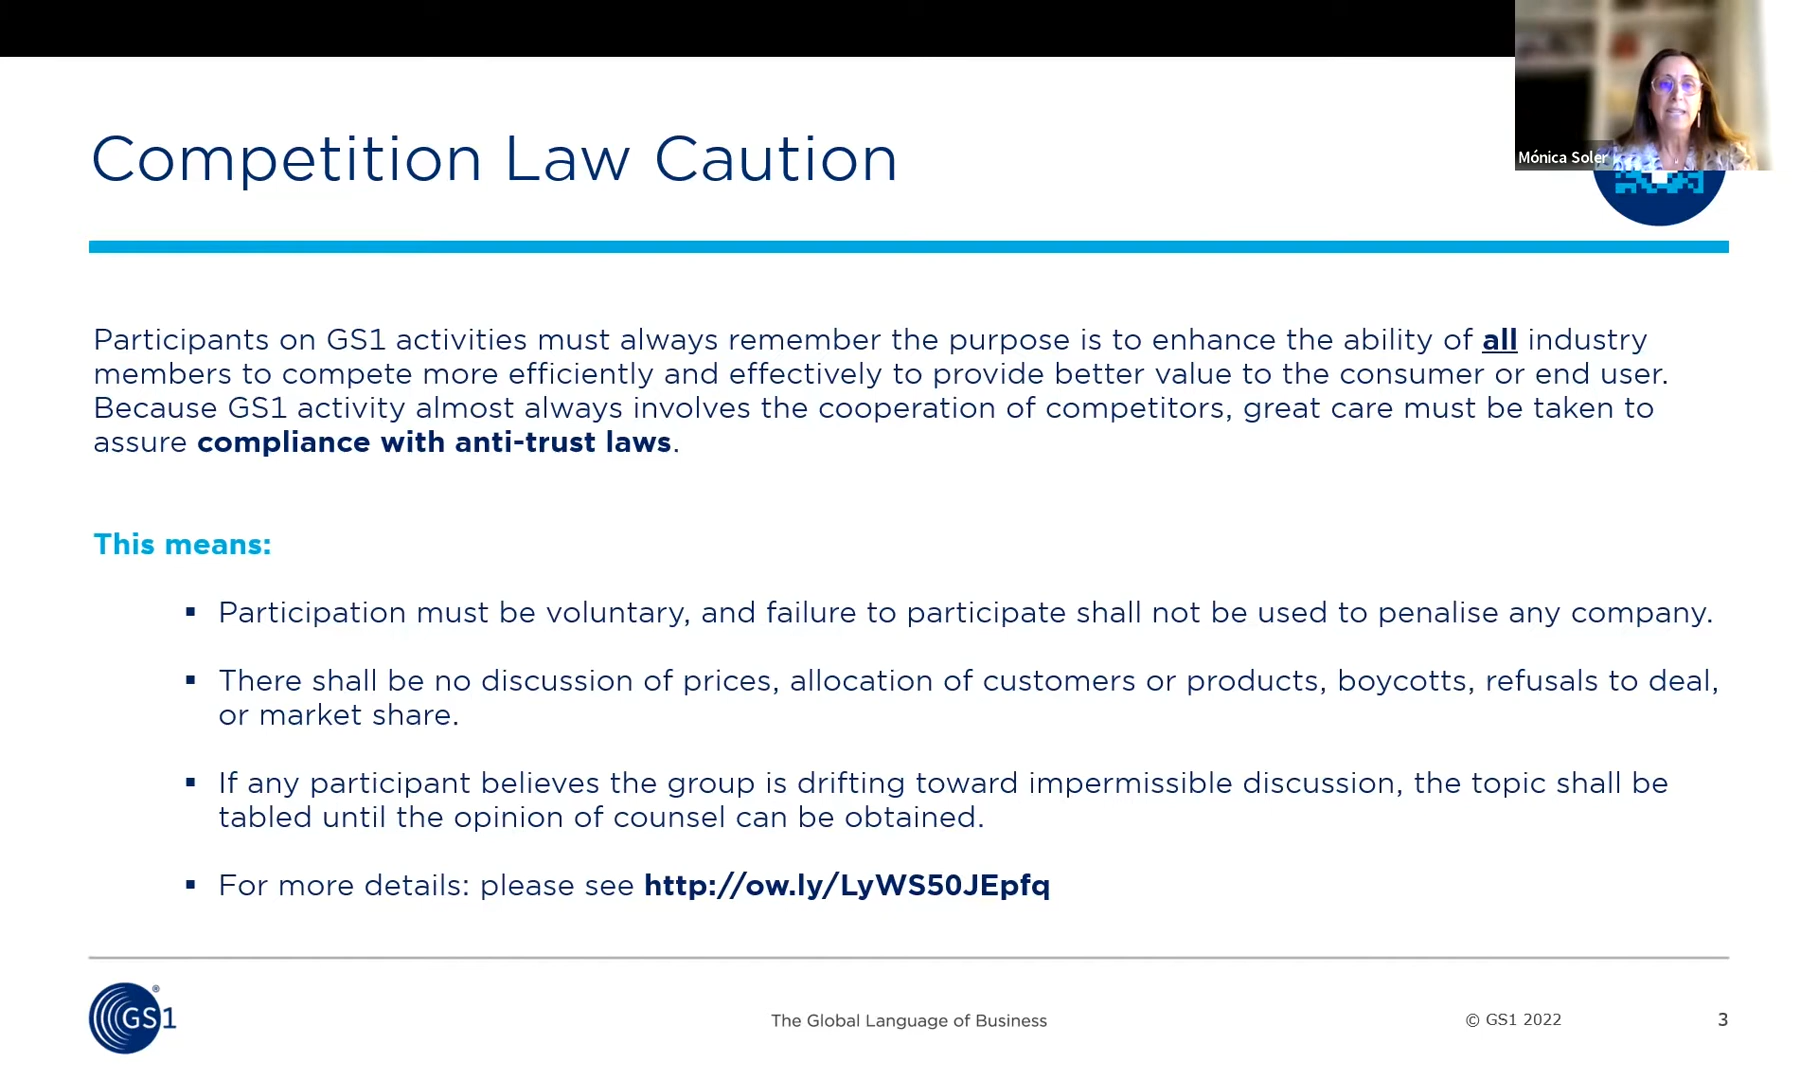 Mónica Soler
Competition Law Caution
Participants on GS1 activities must always remember the purpose is to enhance the ability of all industry
members to compete more efficiently and effectively to provide better value to the consumer or end user.
Because GS1 activity almost always involves the cooperation of competitors, great care must be taken to
assure compliance with anti-trust laws.
This means:
▪ Participation must be voluntary, and failure to participate shall not be used to penalise any company.
▪ There shall be no discussion of prices, allocation of customers or products, boycotts, refusals to deal,
or market share.
▪ If any participant believes the group is drifting toward impermissible discussion, the topic shall be
tabled until the opinion of counsel can be obtained.
▪ For more details: please see http://ow.ly/LyWS50JEpfq
GS1®
The Global Language of Business
© GS1 2022
3